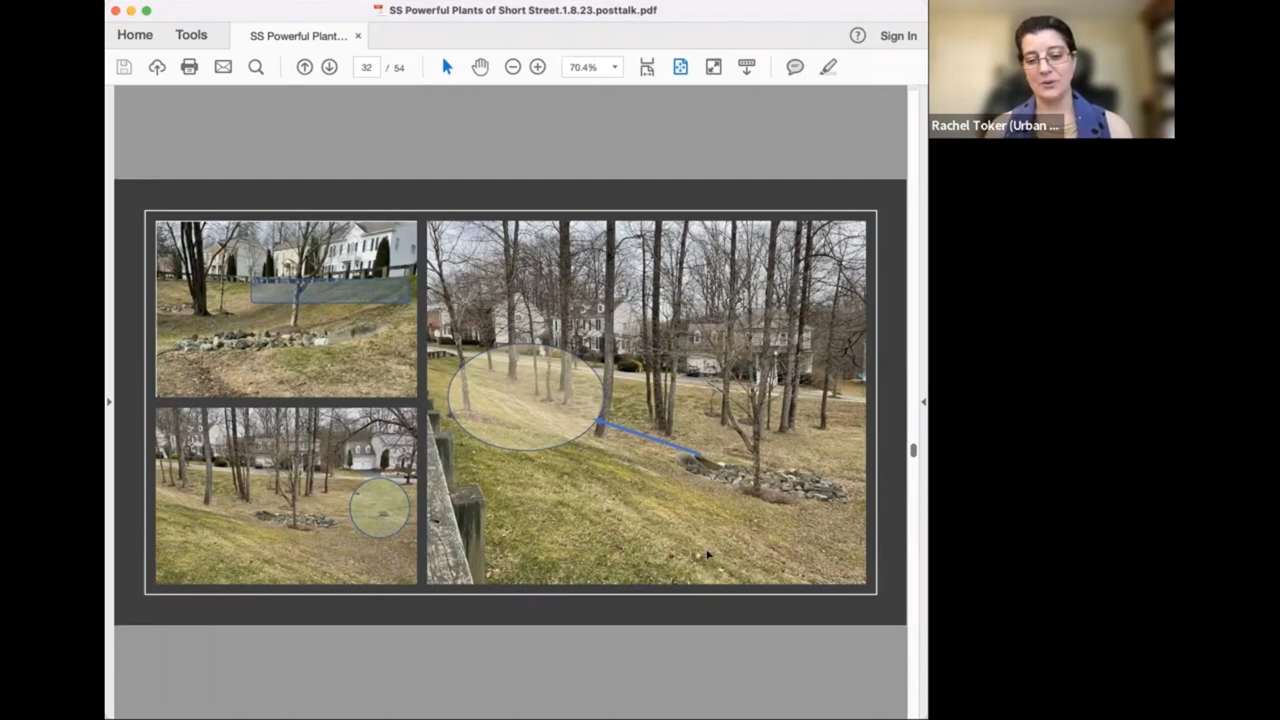 SS Powerful Plants of Short Street.1.8.23.posttalk.pdf
Home
Tools
SS Powerful Plant... ×
? Sign In
32 / 54
70.4%
Rachel Toker (Urban ...